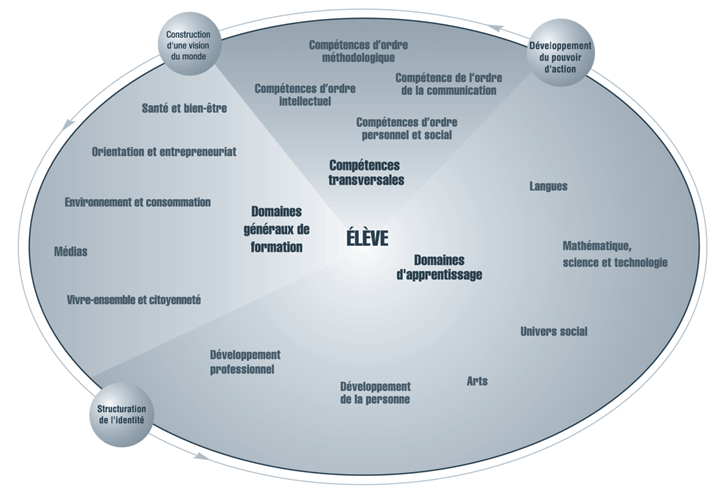 Construction
d'une vision
du monde
Développement
du pouvoir
d'action
Structuration
de l'identité
Compétences d'ordre
méthodologique
Compétences d'ordre
intellectuel
Compétence de l'ordre
de la communication
Compétences d'ordre
personnel et social
Compétences
transversales
Santé et bien-être
Orientation et entrepreneuriat
Environnement et consommation
Médias
Vivre-ensemble et citoyenneté
Domaines
généraux de
formation
ÉLÈVE
Domaines
d'apprentissage
Langues
Mathématique,
science et technologie
Univers social
Arts
Développement
de la personne
Développement
professionnel